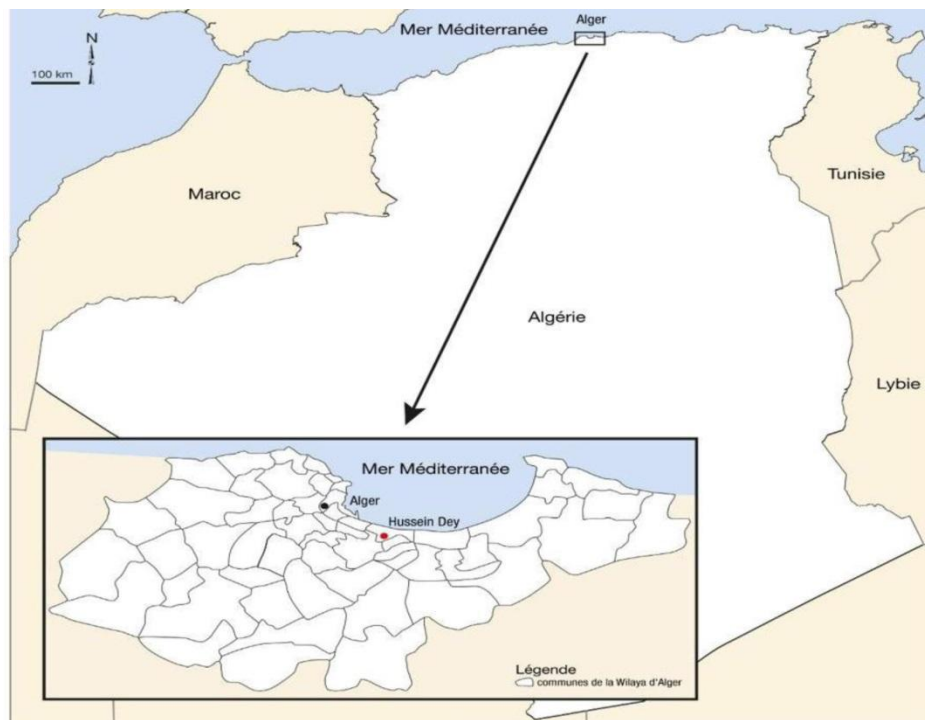 Alger
Mer Méditerranée
N
100 km
Maroc
Tunisie
Algérie
Lybie
Mer Méditerranée
Alger
Hussein Dey
Légende
communes de la Wilaya d'Alger